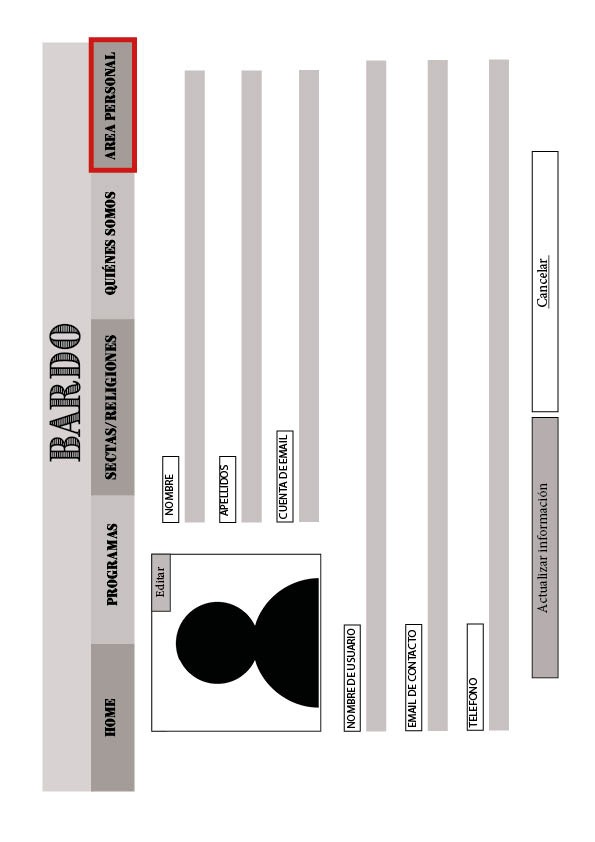 BARDO
HOME
PROGRAMAS
SECTAS/RELIGIONES
QUIÉNES SOMOS
AREA PERSONAL
Editar
NOMBRE
APELLIDOS
CUENTA DE EMAIL
NOMBRE DE USUARIO
EMAIL DE CONTACTO
TELEFONO
Actualizar información
Cancelar